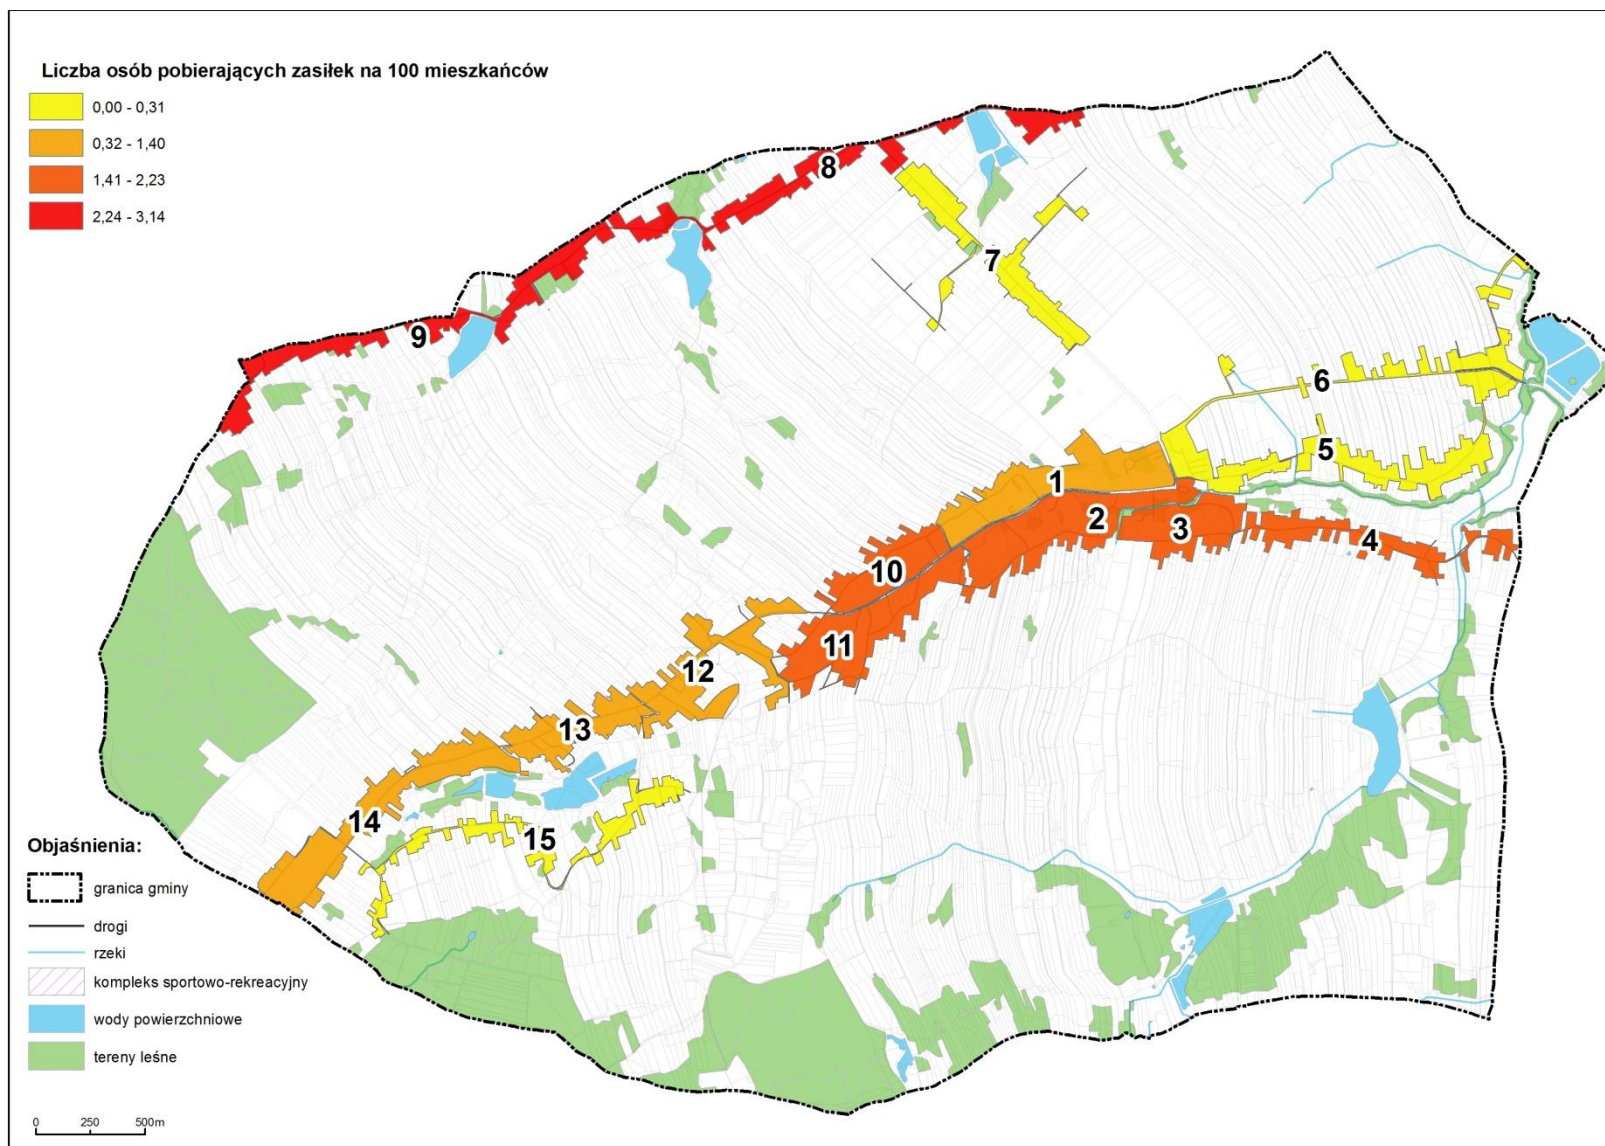 Liczba osób pobierających zasiłek na 100 mieszkańców
0,00 - 0,31
0,32 - 1,40
1,41 - 2,23
2,24 - 3,14
8
7
9
6
5
1
2
3
4
10
11
12
13
14
15
Objaśnienia:
granica gminy
drogi
rzeki
kompleks sportowo-rekreacyjny
wody powierzchniowe
tereny leśne
0 250 500m